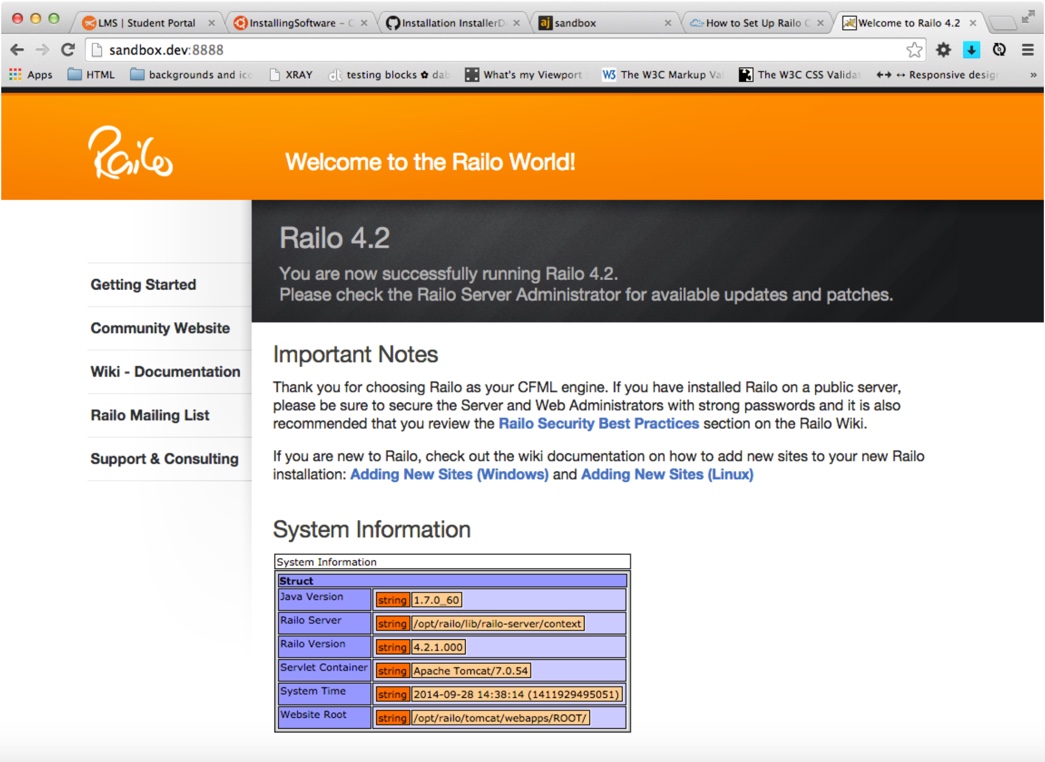 LMS | Student Portal
InstallingSoftware – C
Installation InstallerD
aj sandbox
How to Set Up Railo C
Welcome to Railo 4.2
sandbox.dev:8888
Apps
HTML
backgrounds and ico
XRAY
testing blocks ✿ dab
What's my Viewport
W3 The W3C Markup Va
The W3C CSS Valida
←→ ↔ Responsive desig
»
Railo
Welcome to the Railo World!
Railo 4.2
You are now successfully running Railo 4.2.
Please check the Railo Server Administrator for available updates and patches.
Getting Started
Community Website
Wiki - Documentation
Railo Mailing List
Support & Consulting
Important Notes
Thank you for choosing Railo as your CFML engine. If you have installed Railo on a public server,
please be sure to secure the Server and Web Administrators with strong passwords and it is also
recommended that you review the Railo Security Best Practices section on the Railo Wiki.
If you are new to Railo, check out the wiki documentation on how to add new sites to your new Railo
installation: Adding New Sites (Windows) and Adding New Sites (Linux)
System Information
System Information
Struct
Java Version string 1.7.0_60
Railo Server string /opt/railo/lib/railo-server/context
Railo Version string 4.2.1.000
Servlet Container string Apache Tomcat/7.0.54
System Time string 2014-09-28 14:38:14 (1411929495051)
Website Root string /opt/railo/tomcat/webapps/ROOT/